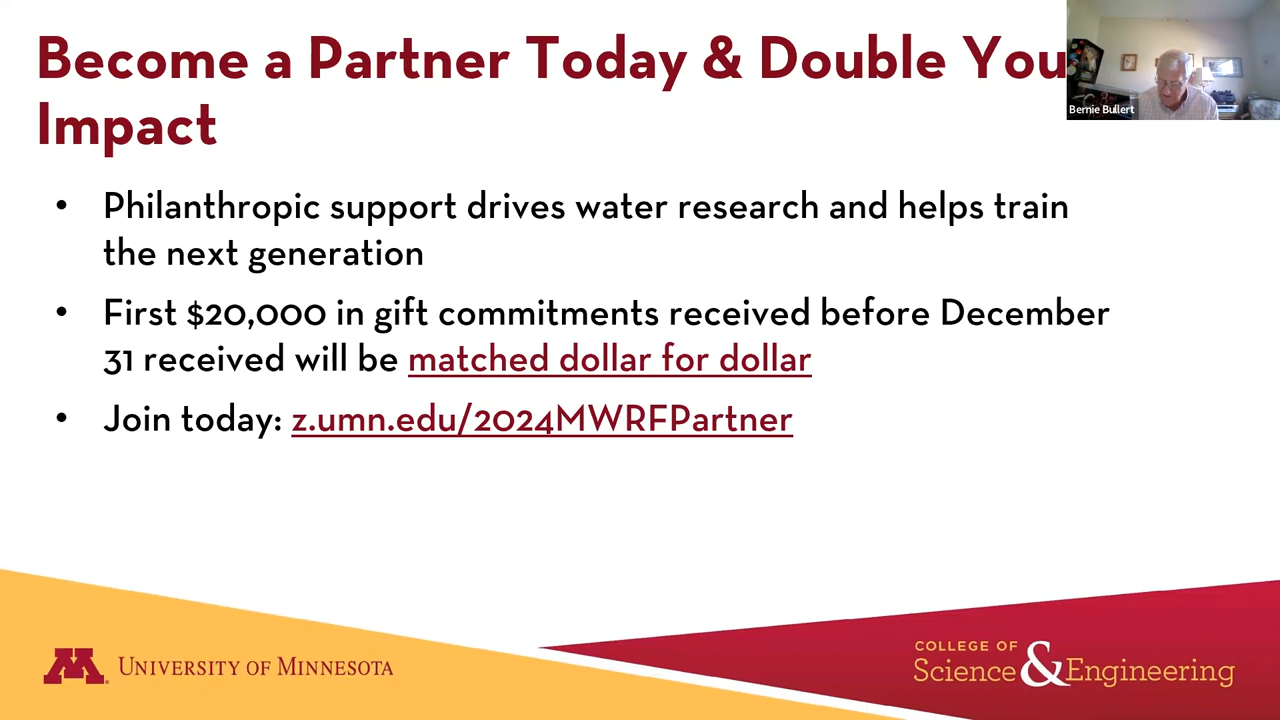 Become a Partner Today & Double You
Impact
Bernie Bullert
• Philanthropic support drives water research and helps train
the next generation
• First $20,000 in gift commitments received before December
31 received will be matched dollar for dollar
• Join today: z.umn.edu/2024MWRFPartner
M
UNIVERSITY OF MINNESOTA
COLLEGE OF
Science & Engineering